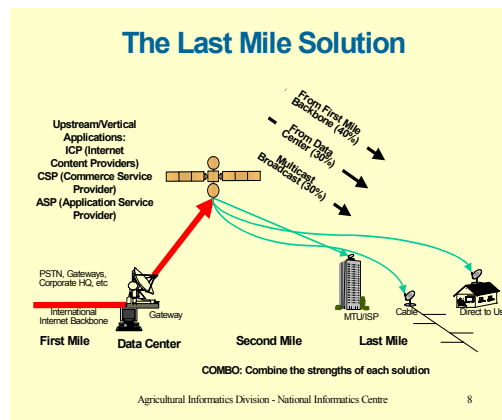 The Last Mile Solution
Upstream/Vertical
Applications:
ICP (Internet
Content Providers)
CSP (Commerce Service
Provider)
ASP (Application Service
Provider)
From First Mile
Backbone (40%)
From Data
Center (30%)
Multicast
Broadcast (30%)
PSTN, Gateways,
Corporate HQ, etc
International
Internet Backbone
Gateway
MTU/ISP
Cable
Direct to Us
First Mile
Data Center
Second Mile
Last Mile
COMBO: Combine the strengths of each solution
Agricultural Informatics Division - National Informatics Centre
8